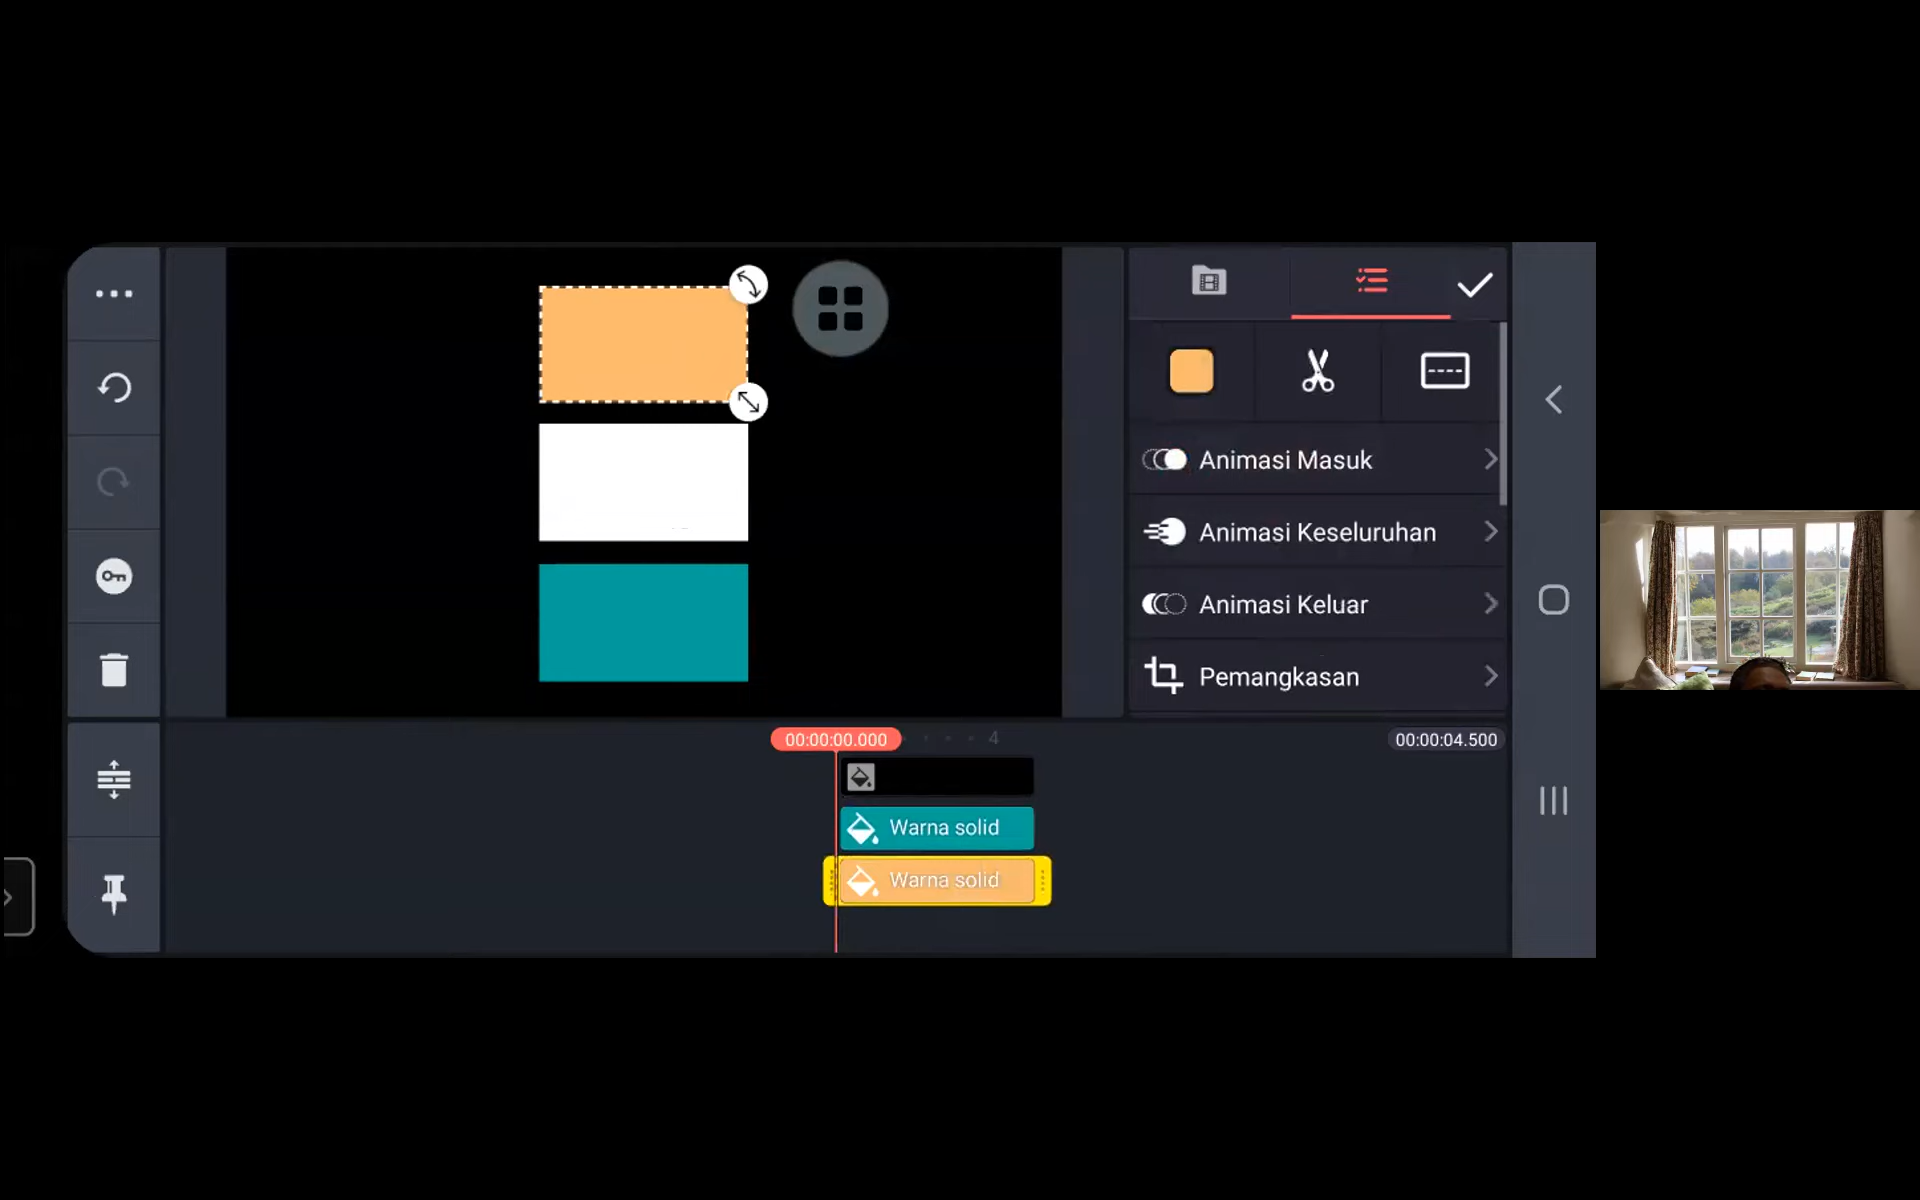 Animasi Masuk
Animasi Keseluruhan
Animasi Keluar
Pemangkasan
00:00:00.000
4
00:00:04.500
Warna solid
Warna solid